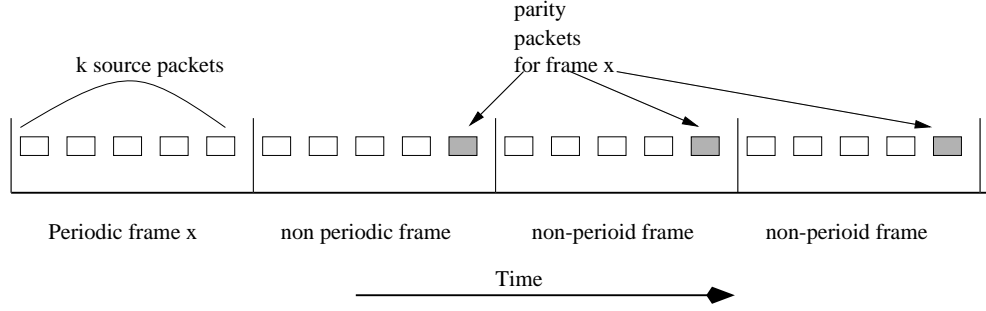 parity
packets
for frame x
k source packets
Periodic frame x
non periodic frame
non-perioid frame
non-perioid frame
Time